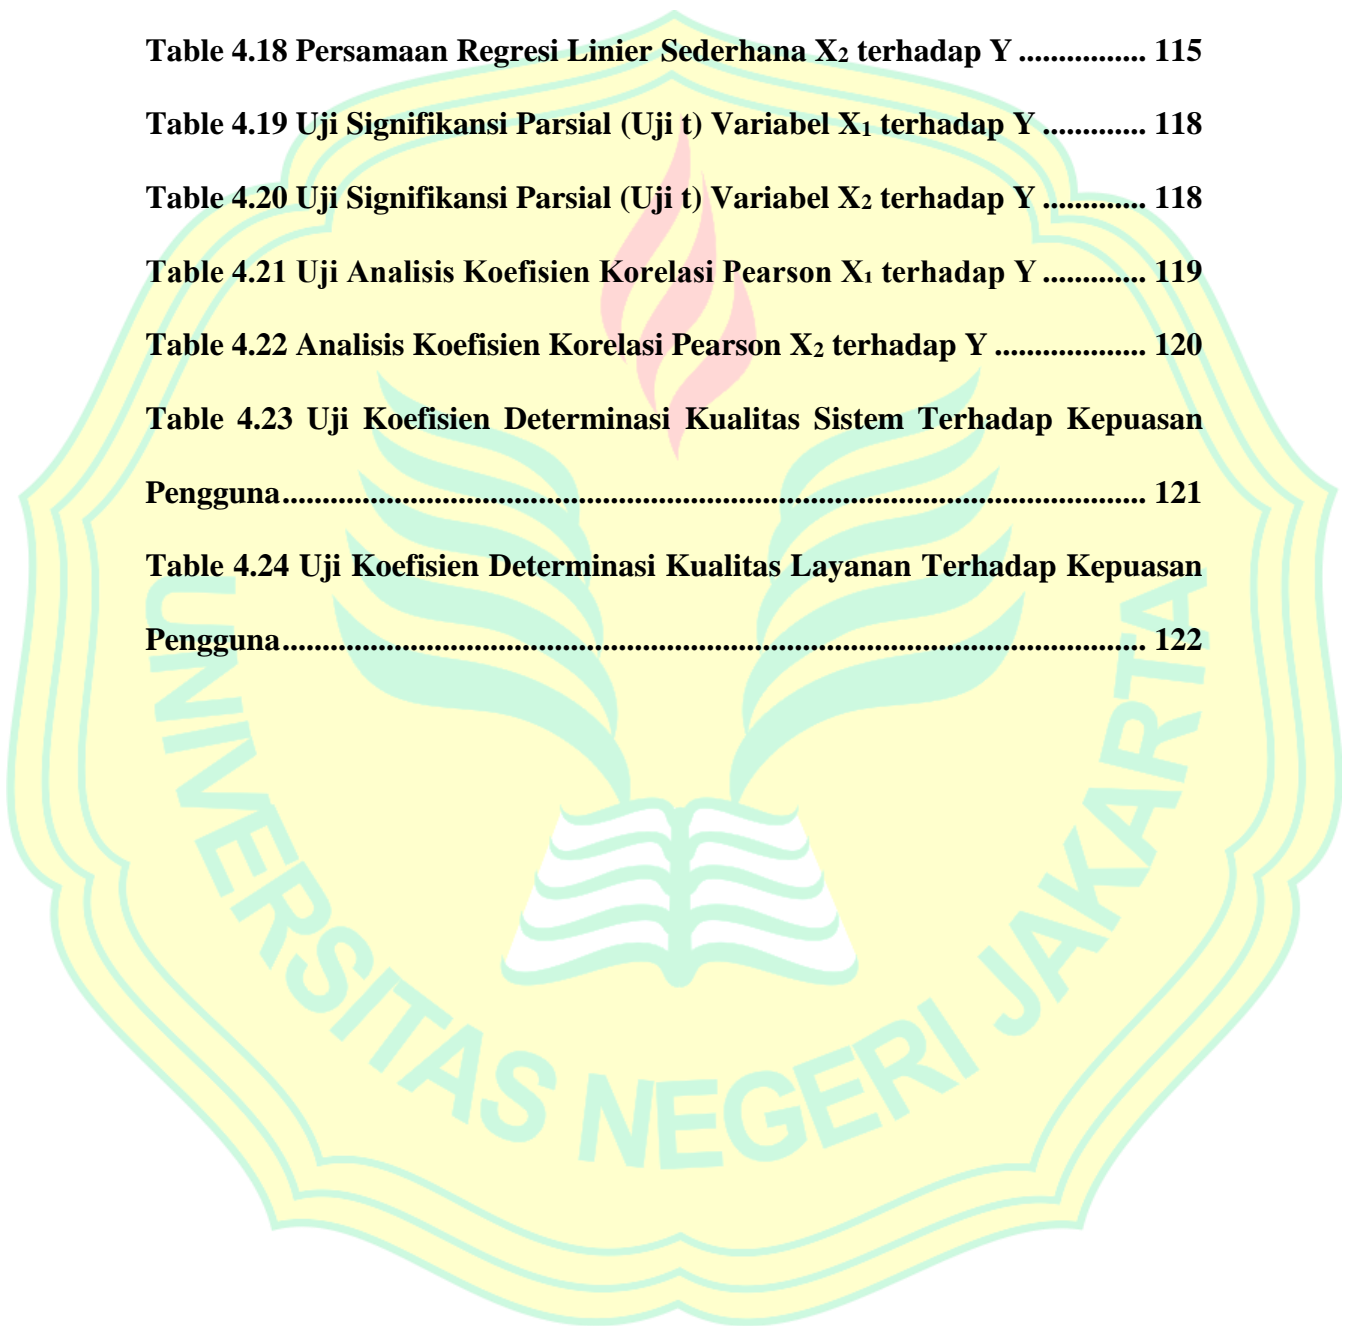 Table 4.18 Persamaan Regresi Linier Sederhana X₂ terhadap Y ................ 115
Table 4.19 Uji Signifikansi Parsial (Uji t) Variabel X₁ terhadap Y ............. 118
Table 4.20 Uji Signifikansi Parsial (Uji t) Variabel X₂ terhadap Y ............. 118
Table 4.21 Uji Analisis Koefisien Korelasi Pearson X₁ terhadap Y ............. 119
Table 4.22 Analisis Koefisien Korelasi Pearson X₂ terhadap Y ................... 120
Table 4.23 Uji Koefisien Determinasi Kualitas Sistem Terhadap Kepuasan
Pengguna............................................................................................................ 121
Table 4.24 Uji Koefisien Determinasi Kualitas Layanan Terhadap Kepuasan
Pengguna............................................................................................................ 122
UNIVERSITAS NEGERI JAKARTA